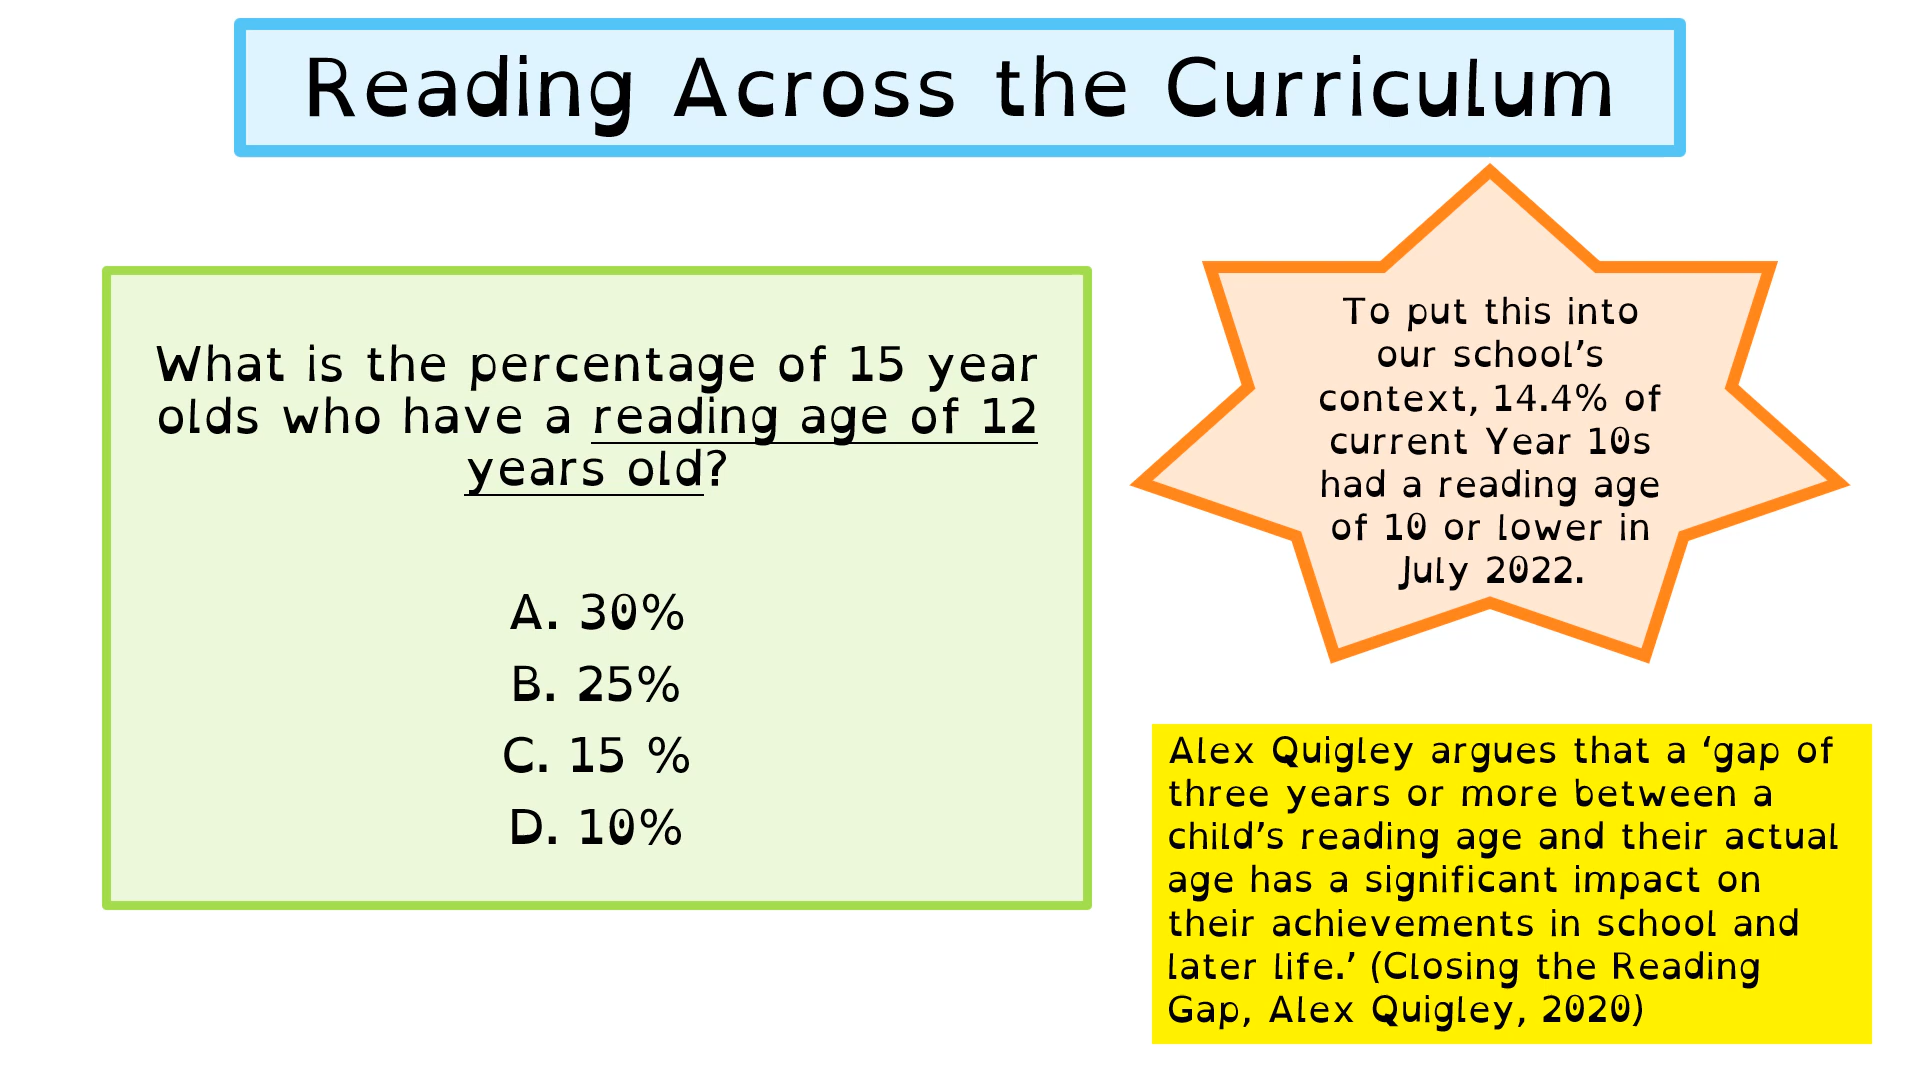 Reading Across the Curriculum
What is the percentage of 15 year
olds who have a reading age of 12
years old?
A. 30%
B. 25%
C. 15 %
D. 10%
To put this into
our school’s
context, 14.4% of
current Year 10s
had a reading age
of 10 or lower in
July 2022.
Alex Quigley argues that a ‘gap of
three years or more between a
child’s reading age and their actual
age has a significant impact on
their achievements in school and
later life.’ (Closing the Reading
Gap, Alex Quigley, 2020)